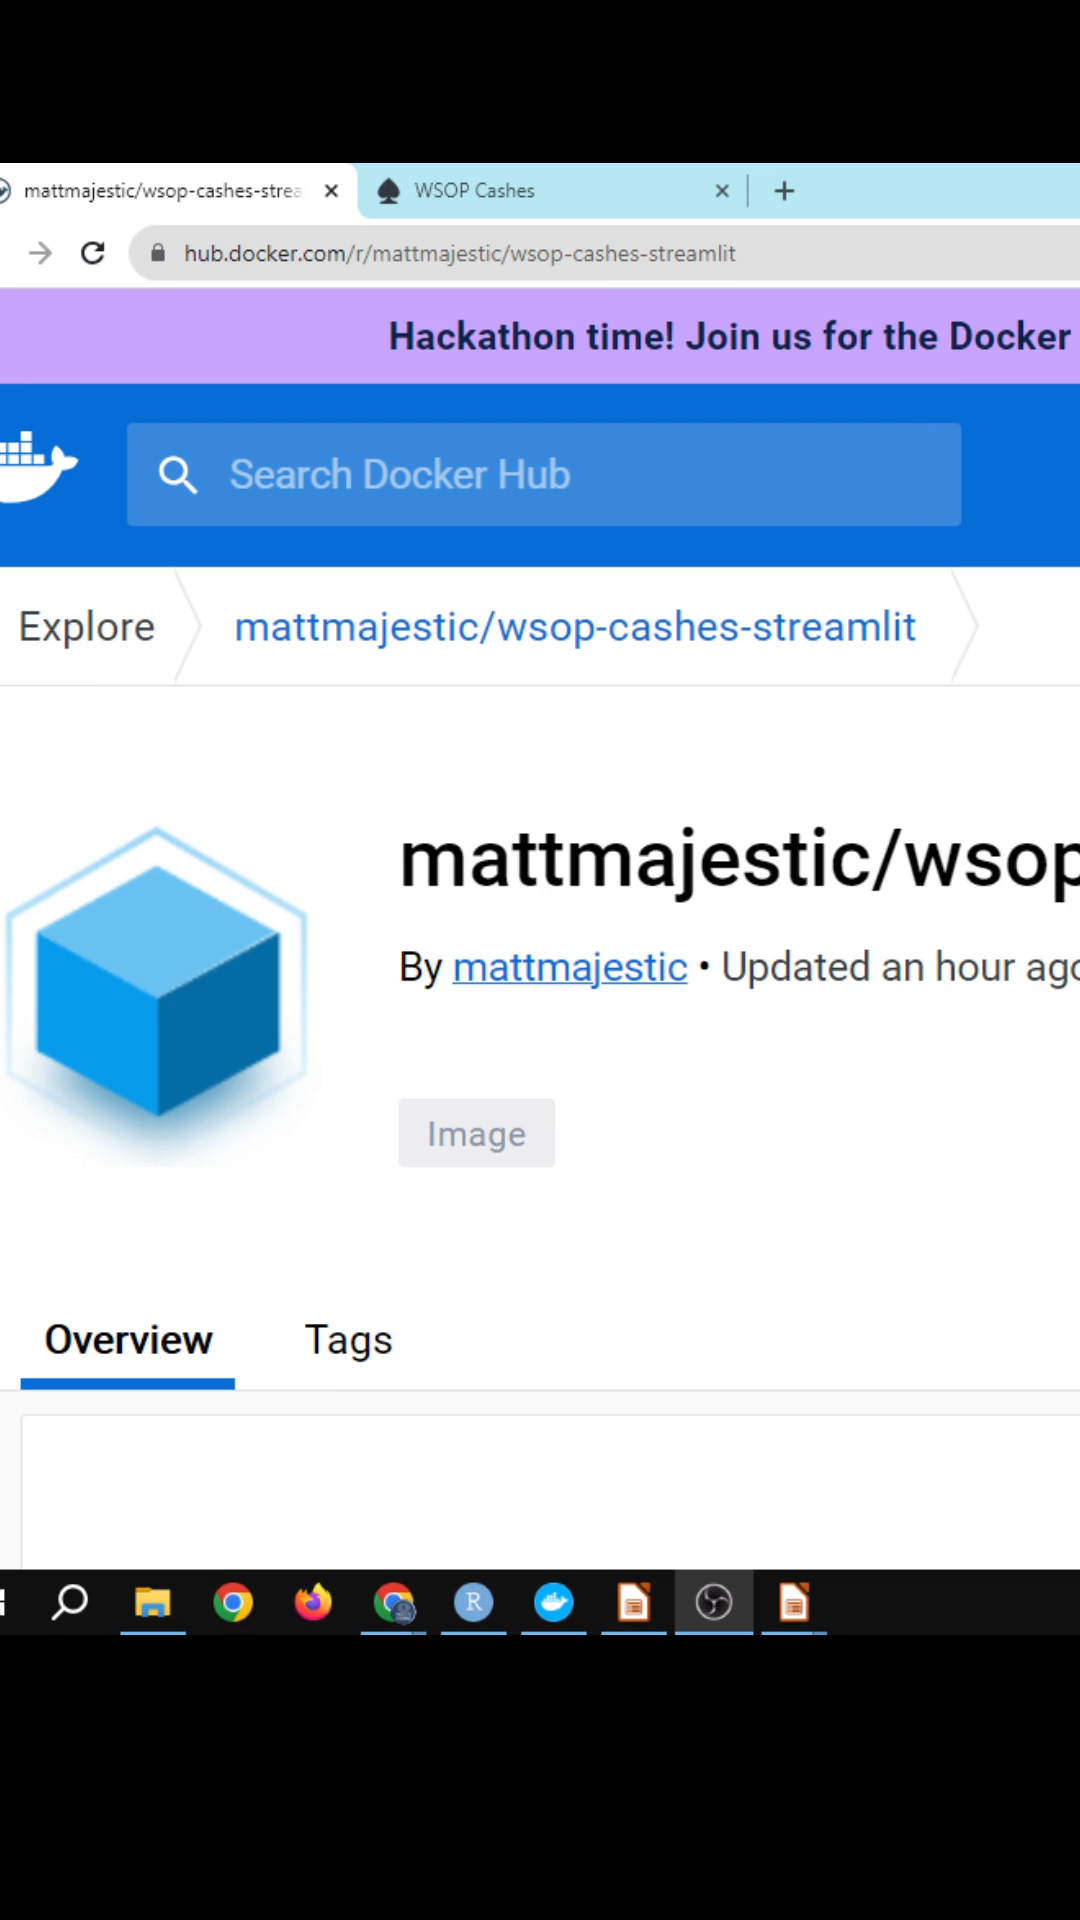 mattmajestic/wsop-cashes-strea
WSOP Cashes
hub.docker.com/r/mattmajestic/wsop-cashes-streamlit
Hackathon time! Join us for the Docker
Search Docker Hub
Explore
mattmajestic/wsop-cashes-streamlit
mattmajestic/wsop
By mattmajestic • Updated an hour ago
Image
Overview
Tags
R